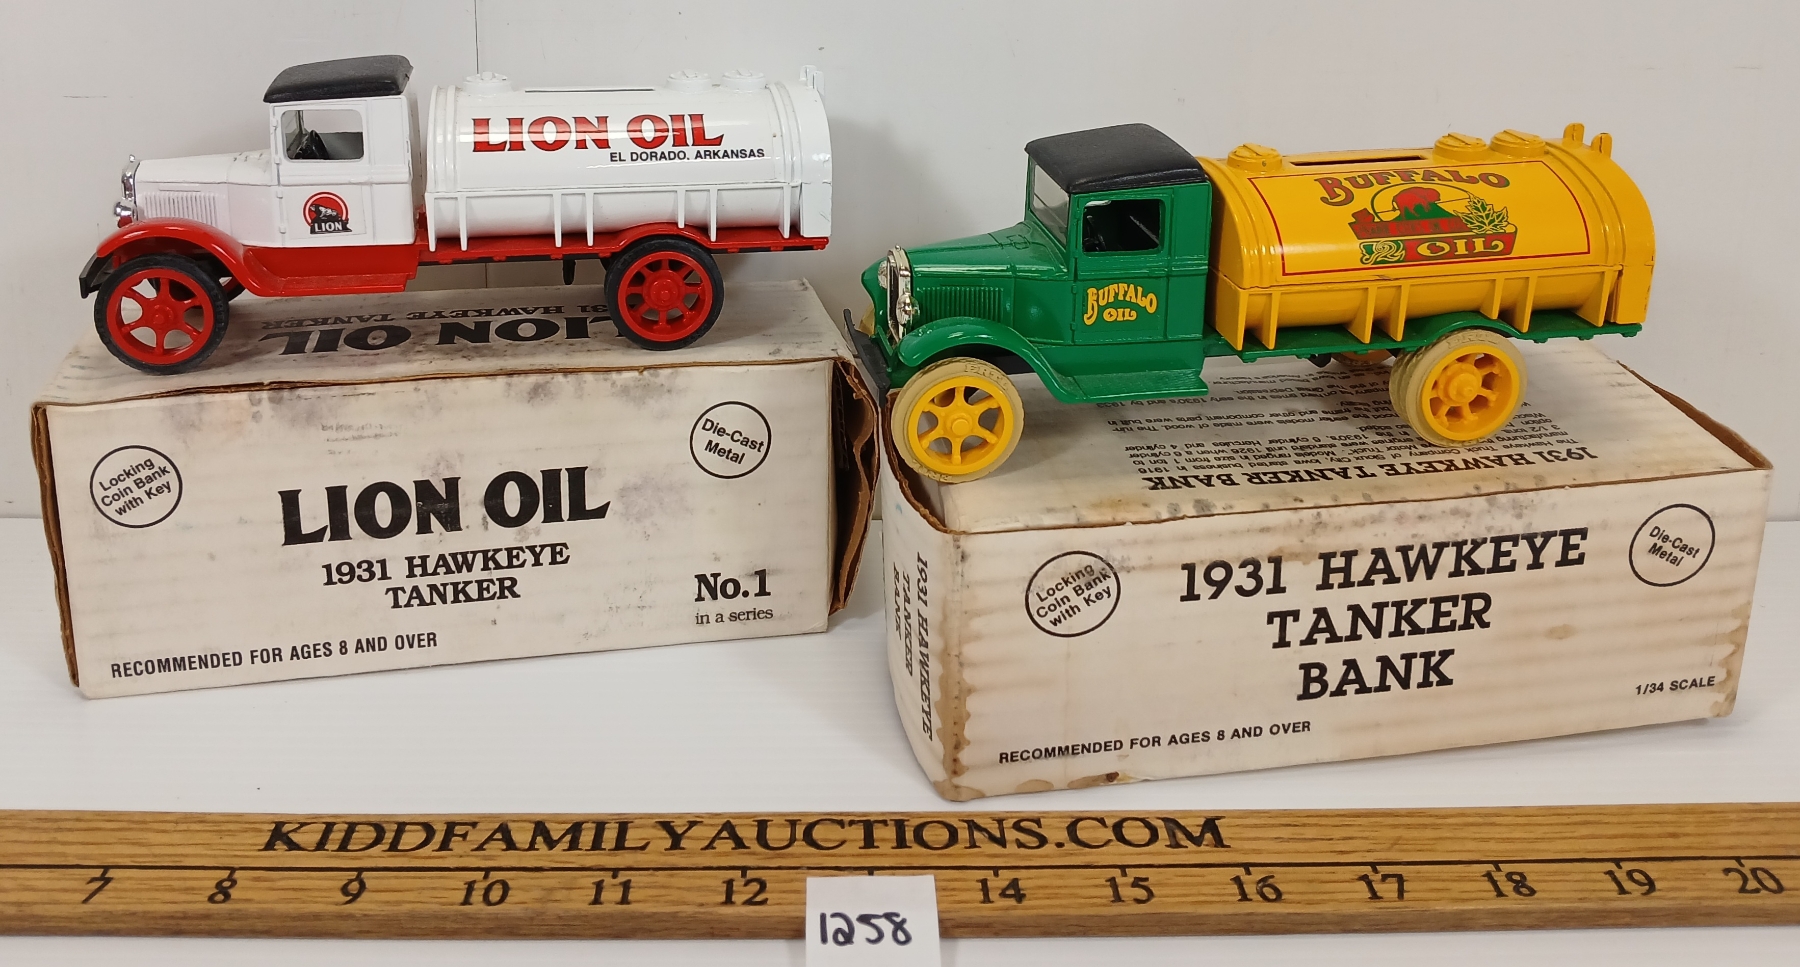 LION OIL
EL DORADO, ARKANSAS
LION
BUFFALO
OIL
BUFFALO
OIL
LION OIL
1931 HAWKEYE TANKER
Locking
Coin Bank
with Key
Die-Cast
Metal
LION OIL
1931 HAWKEYE
TANKER
No.1
in a series
RECOMMENDED FOR AGES 8 AND OVER
1931 HAWKEYE TANKER BANK
1931 HAWKEYE
TANKER
BANK
Locking
Coin Bank
with Key
Die-Cast
Metal
1931 HAWKEYE
TANKER
BANK
1/34 SCALE
RECOMMENDED FOR AGES 8 AND OVER
KIDDFAMILYAUCTIONS.COM
7 8 9 10 11 12 14 15 16 17 18 19 20
1258